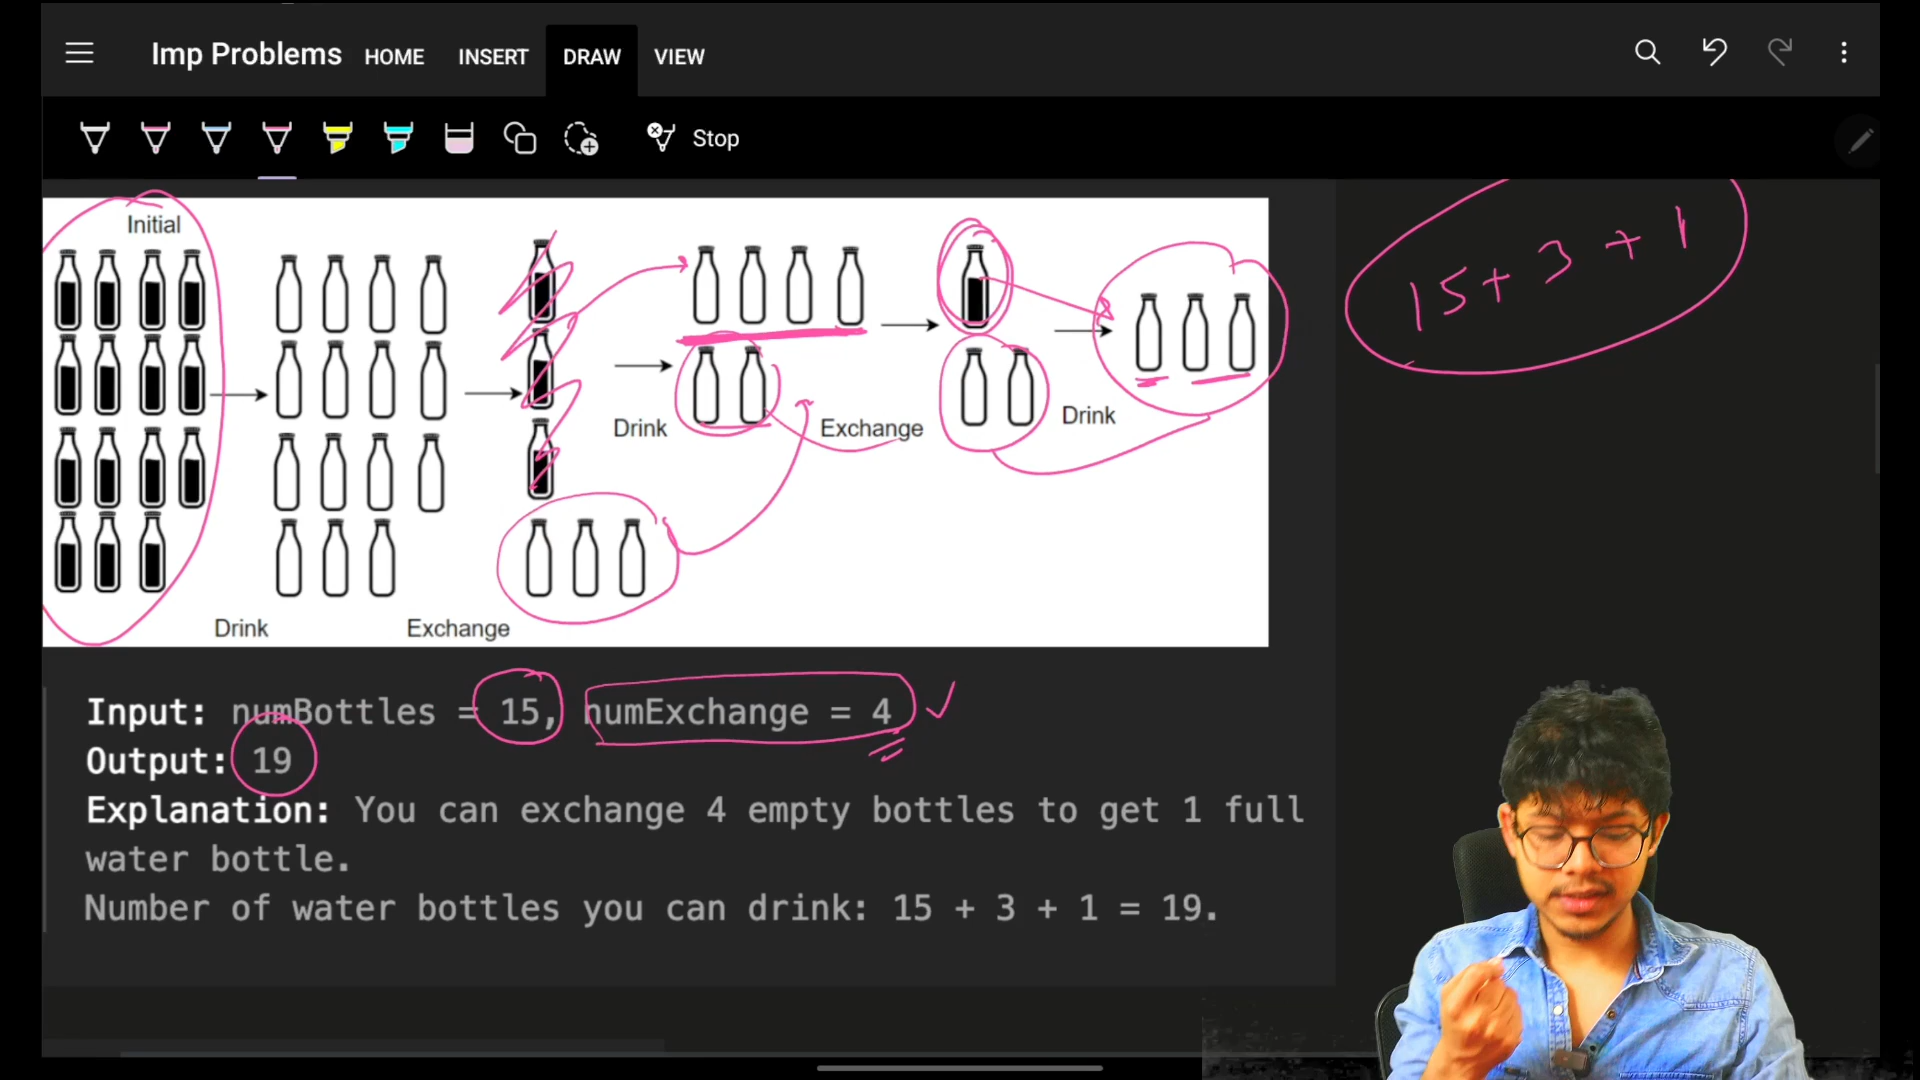 Imp Problems HOME INSERT DRAW VIEW
Stop
Initial
15+ 3 + 1
Drink Exchange Drink
Drink Exchange
Input: numBottles = 15, numExchange = 4
Output: 19
Explanation: You can exchange 4 empty bottles to get 1 full
water bottle.
Number of water bottles you can drink: 15 + 3 + 1 = 19.